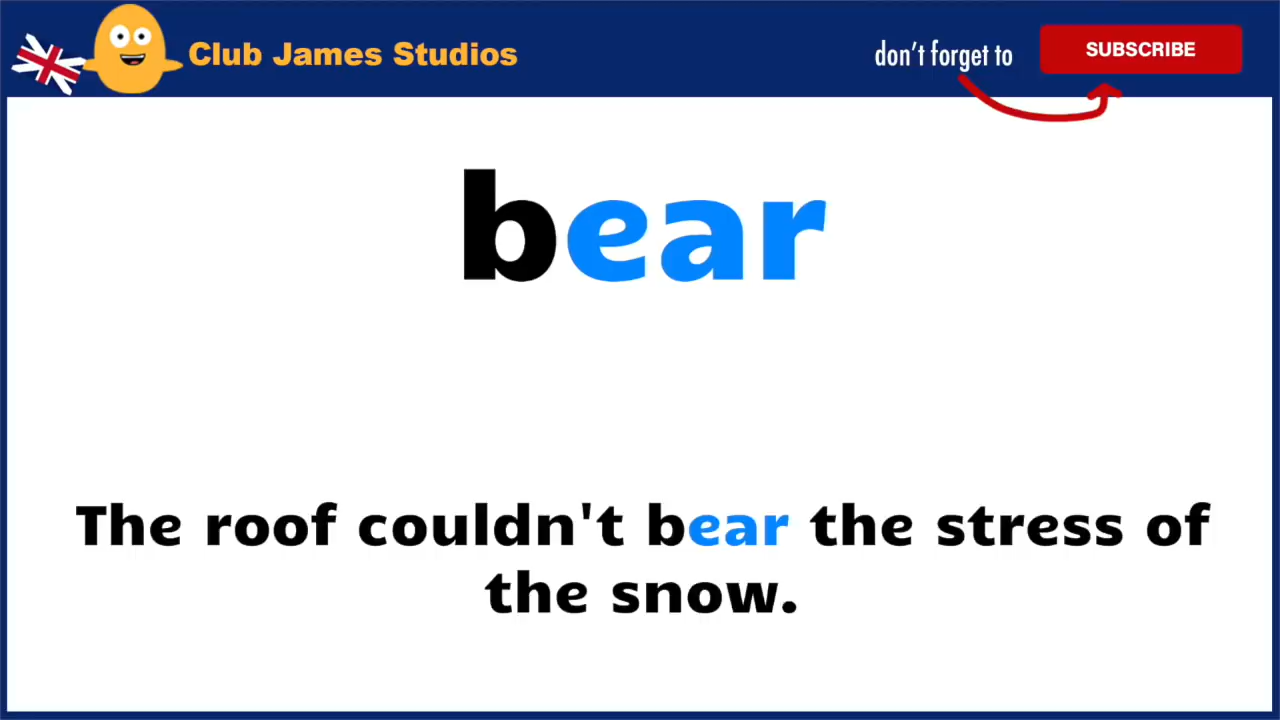 Club James Studios
don't forget to
SUBSCRIBE
bear
The roof couldn't bear the stress of
the snow.